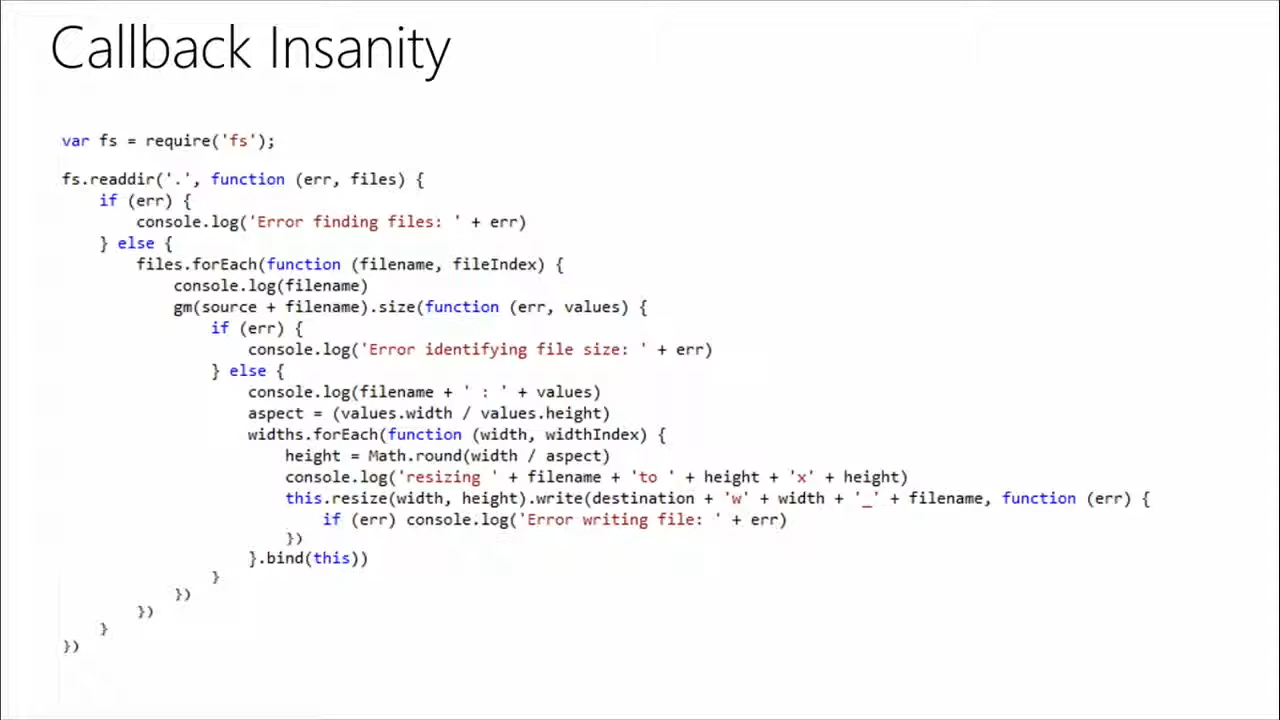 Callback Insanity
var fs = require('fs');
fs.readdir('.', function (err, files) {
if (err) {
console.log('Error finding files: ' + err)
} else {
files.forEach(function (filename, fileIndex) {
console.log(filename)
gm(source + filename).size(function (err, values) {
if (err) {
console.log('Error identifying file size: ' + err)
} else {
console.log(filename + ' : ' + values)
aspect = (values.width / values.height)
widths.forEach(function (width, widthIndex) {
height = Math.round(width / aspect)
console.log('resizing ' + filename + 'to ' + height + 'x' + height)
this.resize(width, height).write(destination + 'w' + width + '_' + filename, function (err) {
if (err) console.log('Error writing file: ' + err)
})
}.bind(this))
}
})
})
}
})